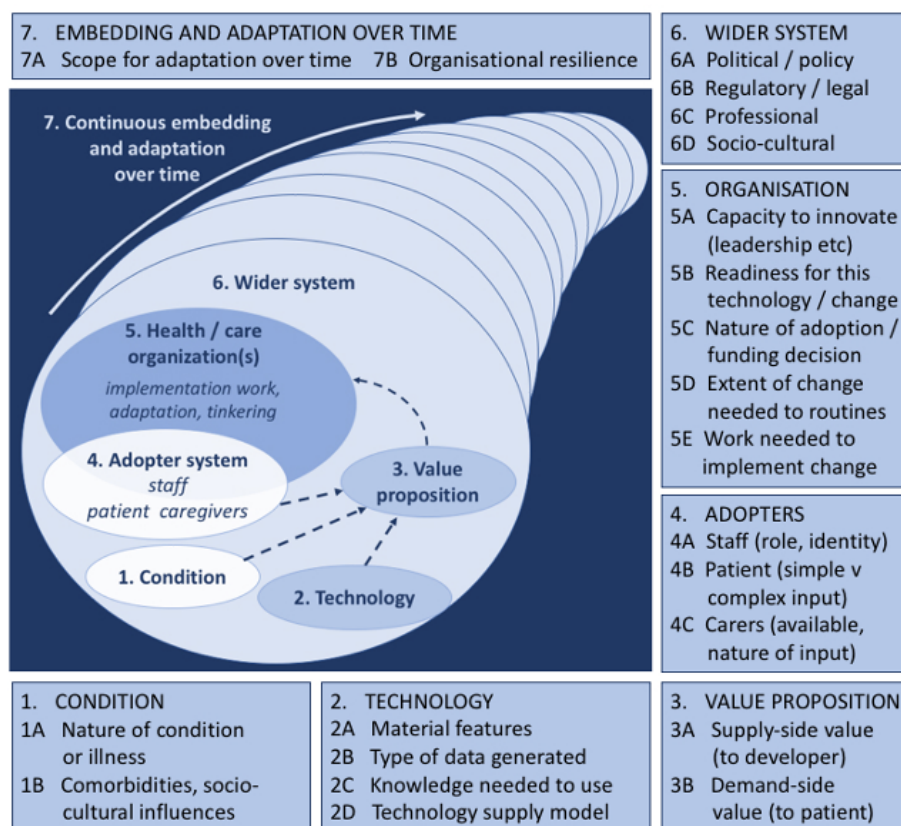 7. EMBEDDING AND ADAPTATION OVER TIME
7A Scope for adaptation over time 7B Organisational resilience
7. Continuous embedding
and adaptation
over time
6. Wider system
5. Health / care
organization(s)
implementation work,
adaptation, tinkering
4. Adopter system
staff
patient caregivers
3. Value
proposition
1. Condition
2. Technology
6. WIDER SYSTEM
6A Political / policy
6B Regulatory / legal
6C Professional
6D Socio-cultural
5. ORGANISATION
5A Capacity to innovate
(leadership etc)
5B Readiness for this
technology / change
5C Nature of adoption /
funding decision
5D Extent of change
needed to routines
5E Work needed to
implement change
4. ADOPTERS
4A Staff (role, identity)
4B Patient (simple v
complex input)
4C Carers (available,
nature of input)
1. CONDITION
1A Nature of condition
or illness
1B Comorbidities, socio-
cultural influences
2. TECHNOLOGY
2A Material features
2B Type of data generated
2C Knowledge needed to use
2D Technology supply model
3. VALUE PROPOSITION
3A Supply-side value
(to developer)
3B Demand-side
value (to patient)